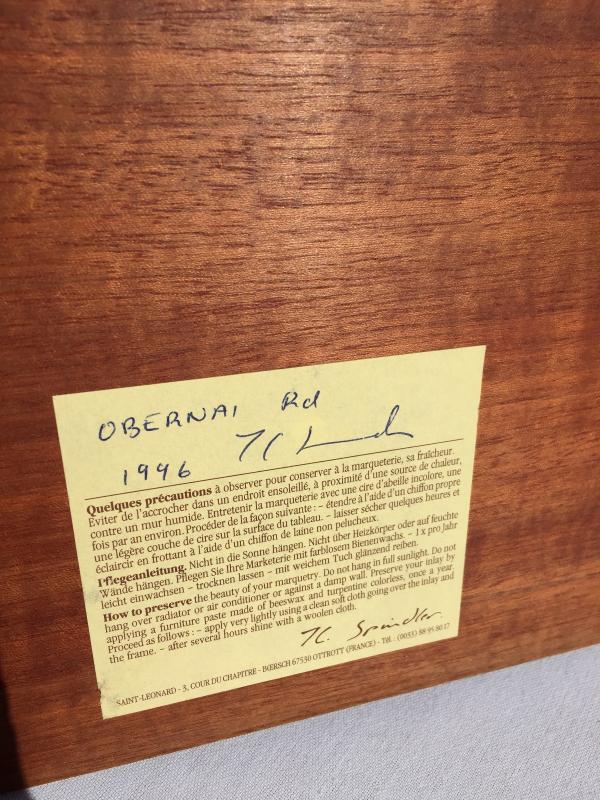 OBERNAI Rd
1996
Quelques précautions à observer pour conserver à la marqueterie, sa fraîcheur.
Eviter de l'accrocher dans un endroit ensoleillé, à proximité d'une source de chaleur,
contre un mur humide. Entretenir la marqueterie avec une cire d'abeille incolore, une
fois par an environ. Procéder de la façon suivante : – étendre à l'aide d'un chiffon propre
une légère couche de cire sur la surface du tableau. – laisser sécher quelques heures et
éclaircir en frottant à l'aide d'un chiffon de laine non pelucheux.
Pflegeanleitung. Nicht in die Sonne hängen. Nicht über Heizkörper oder auf feuchte
Wände hängen. Pflegen Sie Ihre Marketerie mit farblosem Bienenwachs. – 1 x pro Jahr
leicht einwachsen – trocknen lassen – mit weichem Tuch glänzend reiben.
How to preserve the beauty of your marquetry. Do not hang in full sunlight. Do not
hang over radiator or air conditioner or against a damp wall. Preserve your inlay by
applying a furniture paste made of beeswax and turpentine colorless, once a year.
Proceed as follows : – apply very lightly using a clean soft cloth going over the inlay and
the frame. – after several hours shine with a woolen cloth.
JC. Spindler
SAINT-LEONARD - 3, COUR DU CHAPITRE - BŒRSCH 67530 OTTROTT (FRANCE) - Tél. : (0033) 88 95 80 17